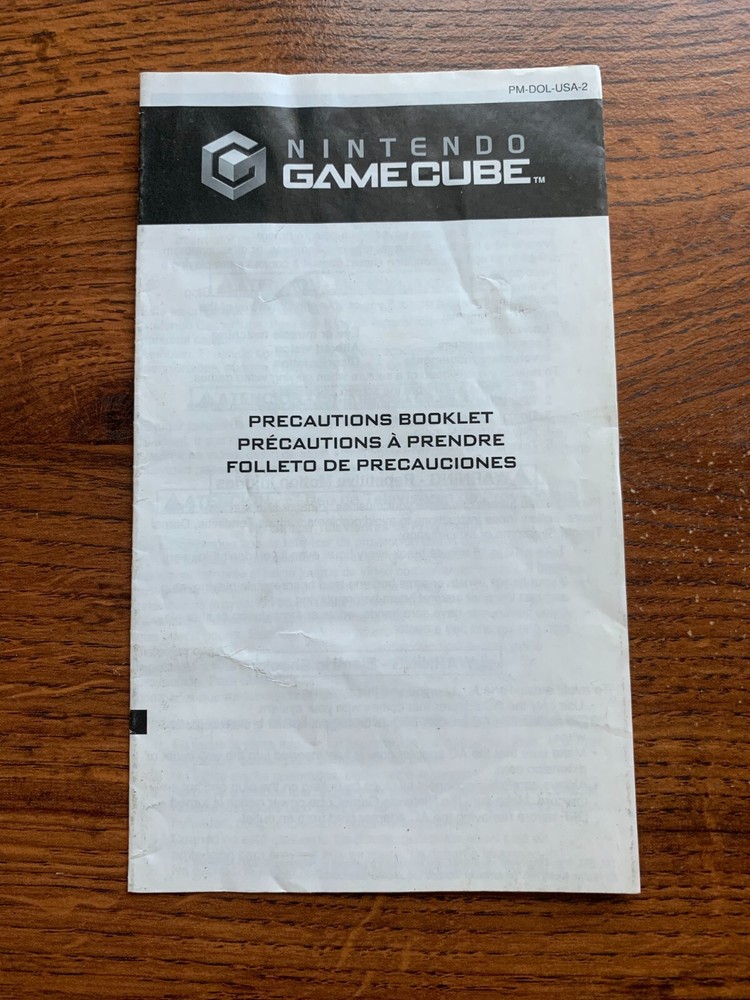 PM-DOL-USA-2
NINTENDO
GAMECUBE™
PRECAUTIONS BOOKLET
PRÉCAUTIONS À PRENDRE
FOLLETO DE PRECAUCIONES